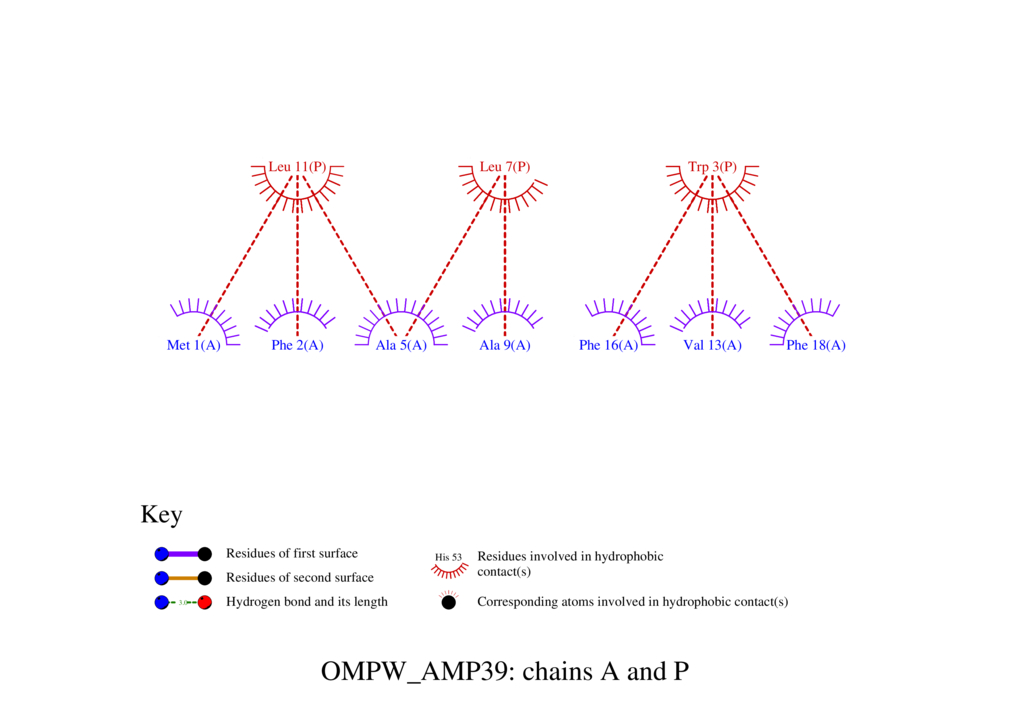 Leu 11(P) Leu 7(P) Trp 3(P)
Met 1(A) Phe 2(A) Ala 5(A) Ala 9(A) Phe 16(A) Val 13(A) Phe 18(A)
Key
Residues of first surface
Residues of second surface
3.0
Hydrogen bond and its length
His 53
Residues involved in hydrophobic
contact(s)
Corresponding atoms involved in hydrophobic contact(s)
OMPW_AMP39: chains A and P